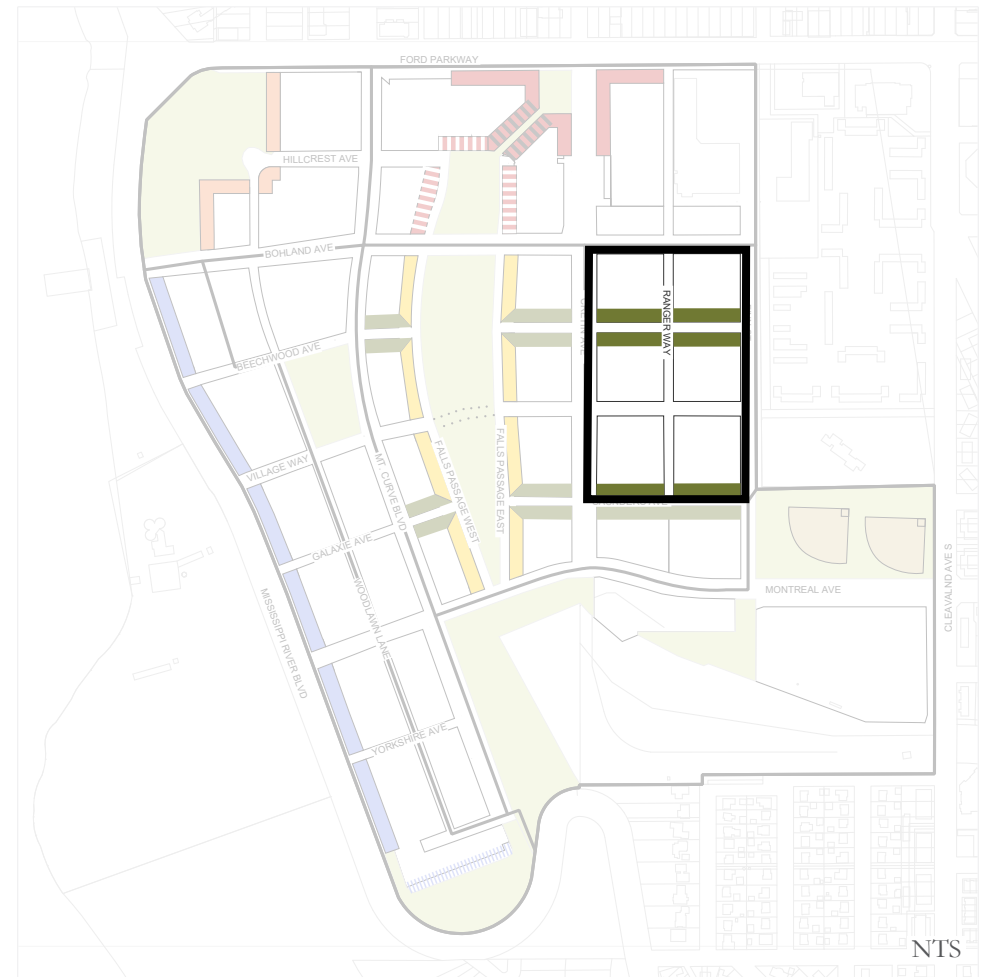 FORD PARKWAY
HILLCREST AVE
BOHLAND AVE
RANGER WAY
BEECHWOOD AVE
VILLAGE WAY
MT. CURVE BLVD
FALLS PASSAGE WEST
FALLS PASSAGE EAST
GALAXIE AVE
WOODLAWN LANE
MISSISSIPPI RIVER BLVD
MONTREAL AVE
CLEAVALND AVE S
YORKSHIRE AVE
NTS